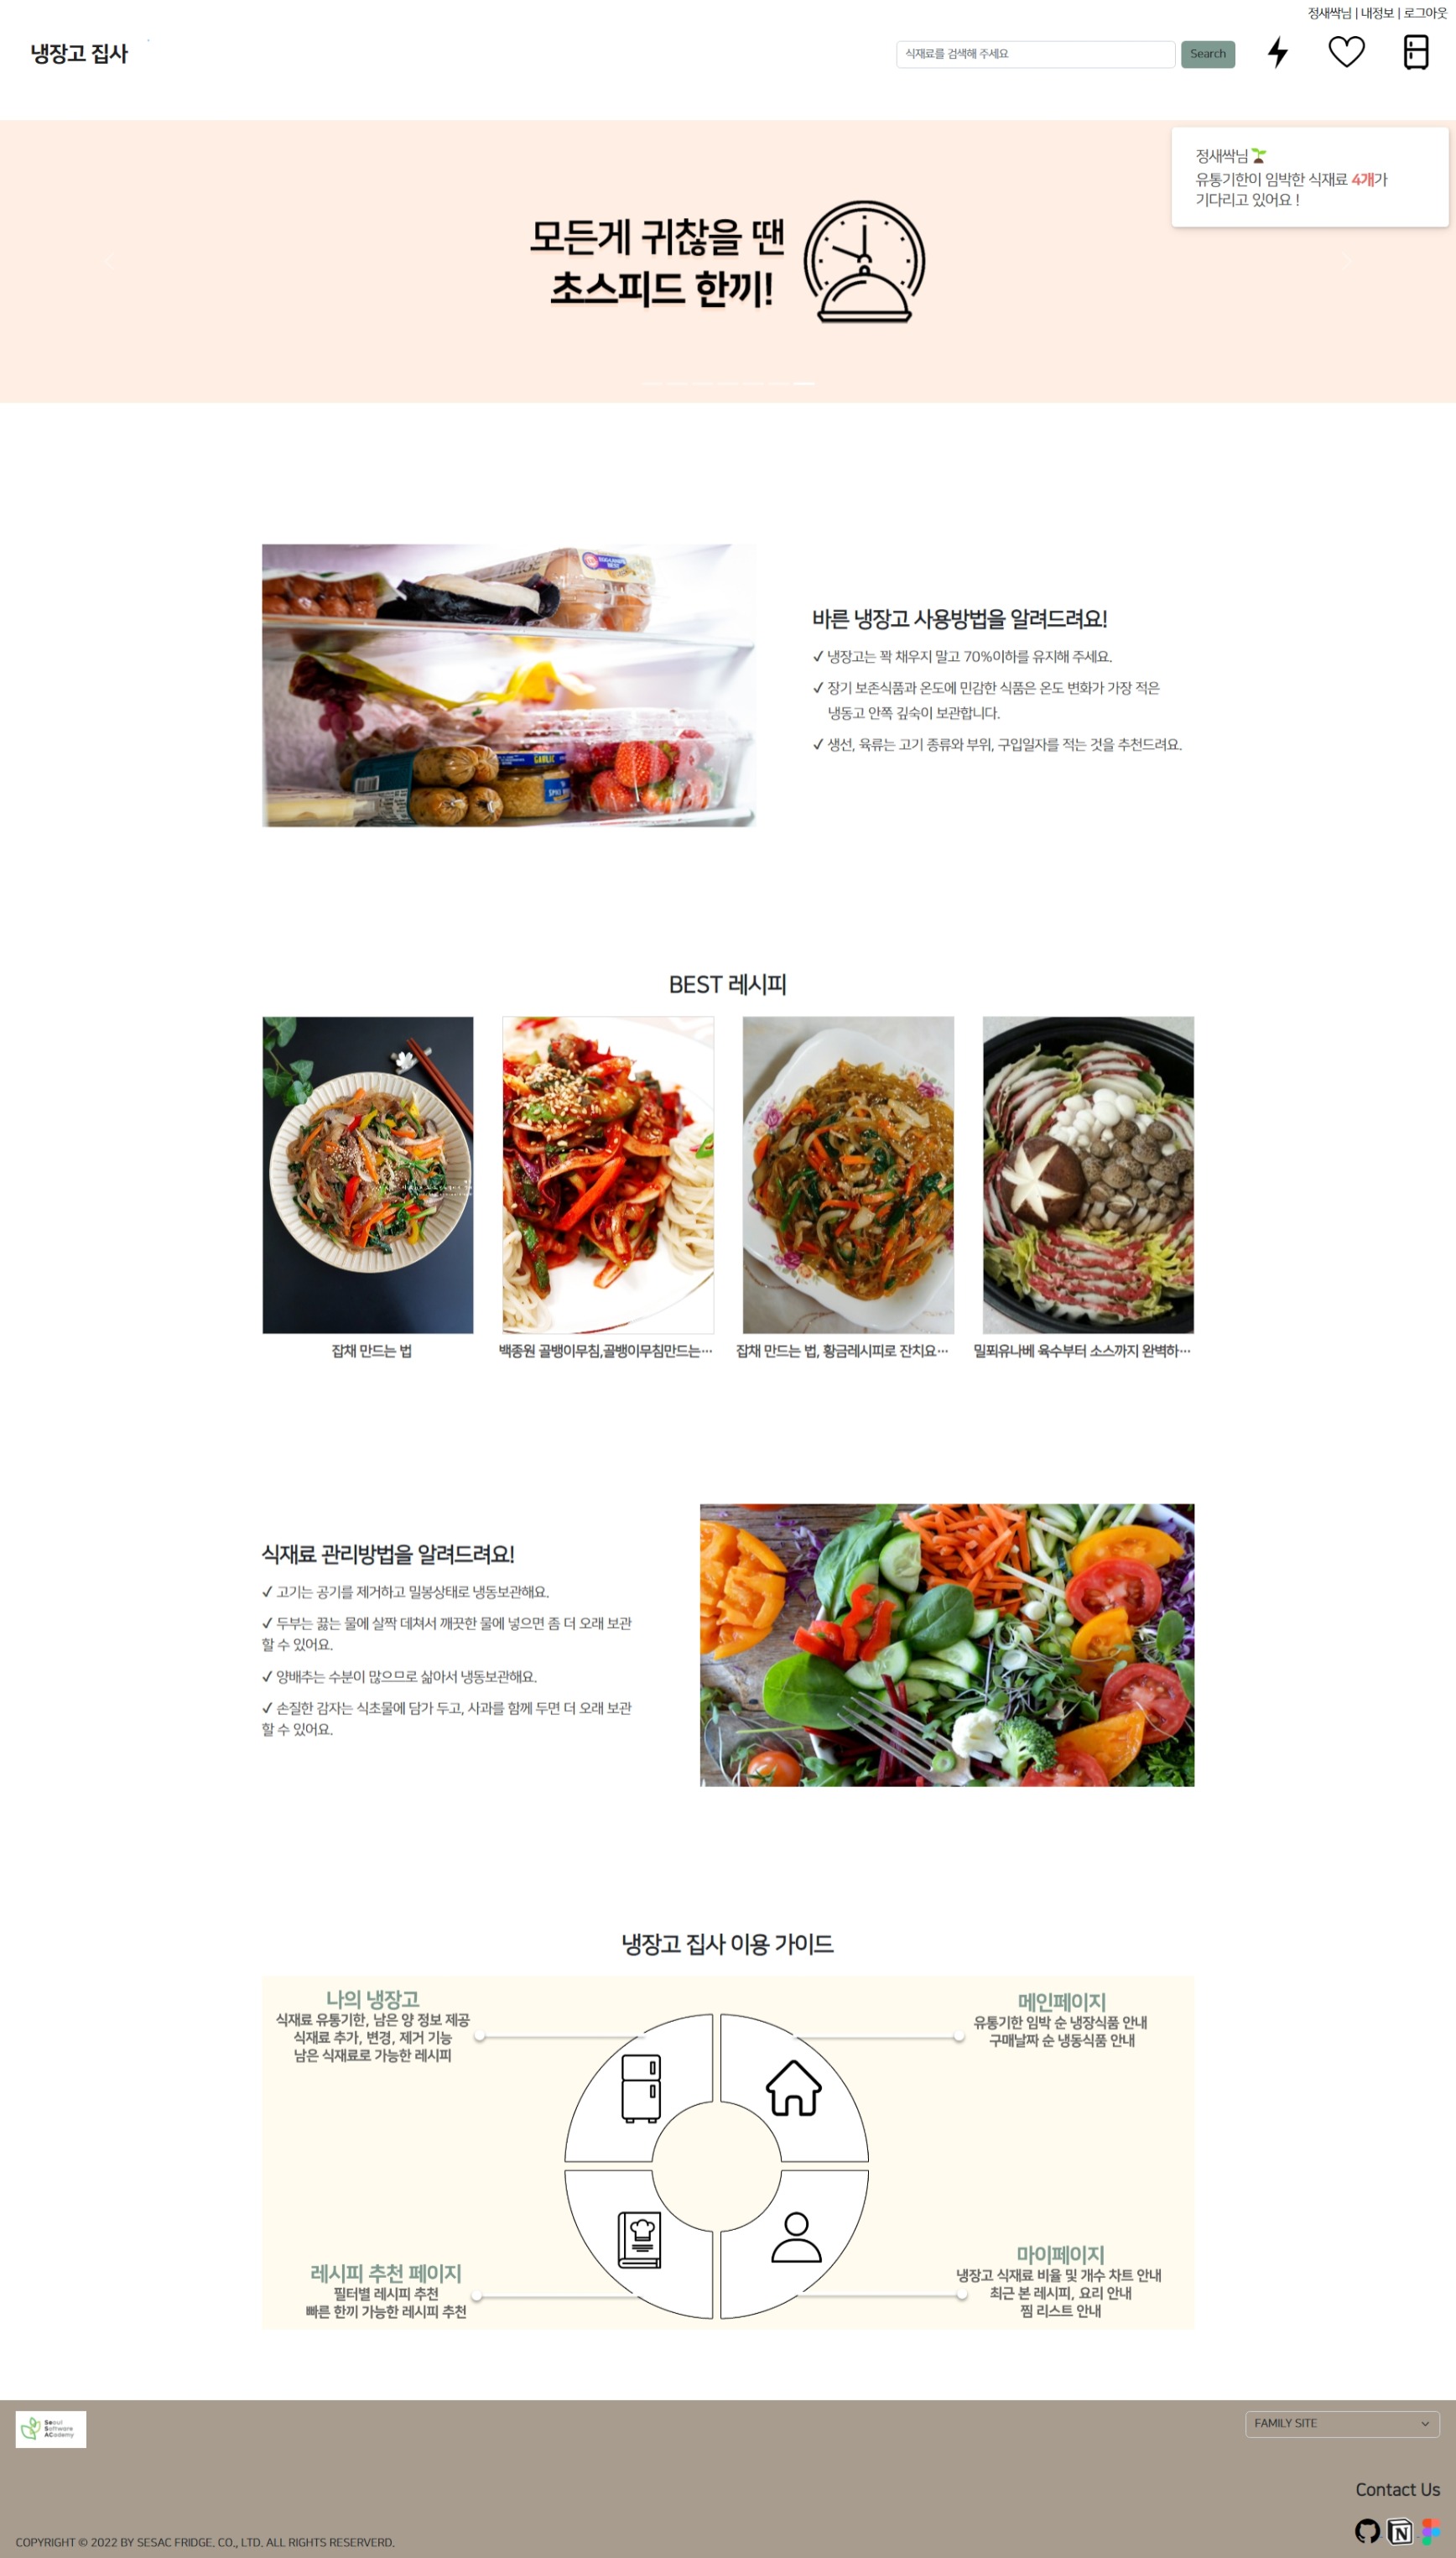 정새싹님 | 내정보 | 로그아웃
냉장고 집사
식재료를 검색해 주세요
Search
정새싹님
유통기한이 임박한 식재료 4개가
기다리고 있어요 !
모든게 귀찮을 땐
초스피드 한끼!
LARGE
GARLIC
바른 냉장고 사용방법을 알려드려요!
✓ 냉장고는 꽉 채우지 말고 70%이하를 유지해 주세요.
✓ 장기 보존식품과 온도에 민감한 식품은 온도 변화가 가장 적은
냉동고 안쪽 깊숙이 보관합니다.
✓ 생선, 육류는 고기 종류와 부위, 구입일자를 적는 것을 추천드려요.
BEST 레시피
잡채 만드는 법
백종원 골뱅이무침,골뱅이무침만드는…
잡채 만드는 법, 황금레시피로 잔치요…
밀푀유나베 육수부터 소스까지 완벽하…
식재료 관리방법을 알려드려요!
✓ 고기는 공기를 제거하고 밀봉상태로 냉동보관해요.
✓ 두부는 끓는 물에 살짝 데쳐서 깨끗한 물에 넣으면 좀 더 오래 보관
할 수 있어요.
✓ 양배추는 수분이 많으므로 삶아서 냉동보관해요.
✓ 손질한 감자는 식초물에 담가 두고, 사과를 함께 두면 더 오래 보관
할 수 있어요.
냉장고 집사 이용 가이드
나의 냉장고
식재료 유통기한, 남은 양 정보 제공
식재료 추가, 변경, 제거 기능
남은 식재료로 가능한 레시피
메인페이지
유통기한 임박 순 냉장식품 안내
구매날짜 순 냉동식품 안내
레시피 추천 페이지
필터별 레시피 추천
빠른 한끼 가능한 레시피 추천
마이페이지
냉장고 식재료 비율 및 개수 차트 안내
최근 본 레시피, 요리 안내
찜 리스트 안내
Seoul
Software
ACademy
FAMILY SITE
Contact Us
COPYRIGHT © 2022 BY SESAC FRIDGE. CO., LTD. ALL RIGHTS RESERVERD.